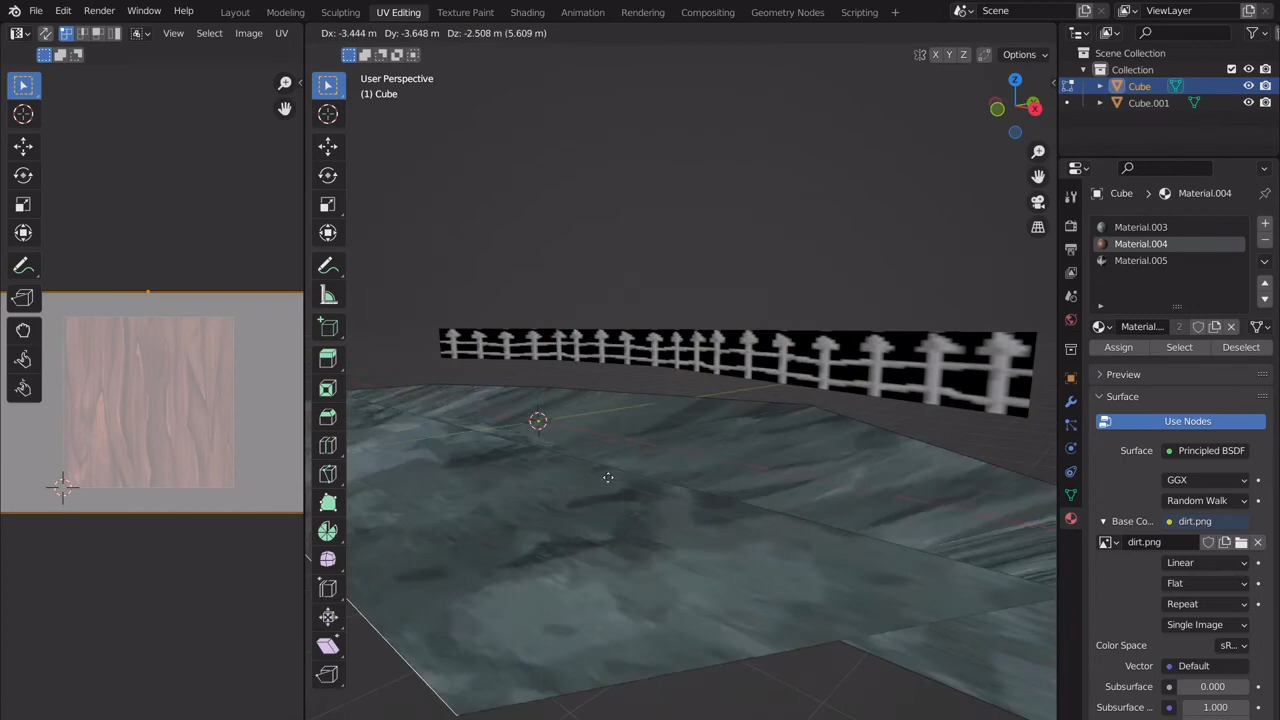 File Edit Render Window Help Layout Modeling Sculpting UV Editing Texture Paint Shading Animation Rendering Compositing Geometry Nodes Scripting + Scene ViewLayer
View Select Image UV
Dx: -3.444 m Dy: -3.648 m Dz: -2.508 m (5.609 m)
X Y Z Options
User Perspective
(1) Cube
Z
X
Scene Collection
Collection
Cube
Cube.001
Cube > Material.004
Material.003
Material.004
Material.005
Material... 2
Assign Select Deselect
Preview
Surface
Use Nodes
Surface Principled BSDF
GGX
Random Walk
Base Co... dirt.png
dirt.png
Linear
Flat
Repeat
Single Image
Color Space sR...
Vector Default
Subsurface 0.000
Subsurface.. 1.000